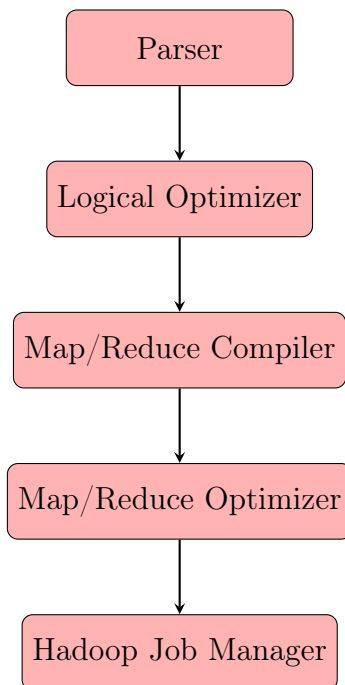 Parser
Logical Optimizer
Map/Reduce Compiler
Map/Reduce Optimizer
Hadoop Job Manager